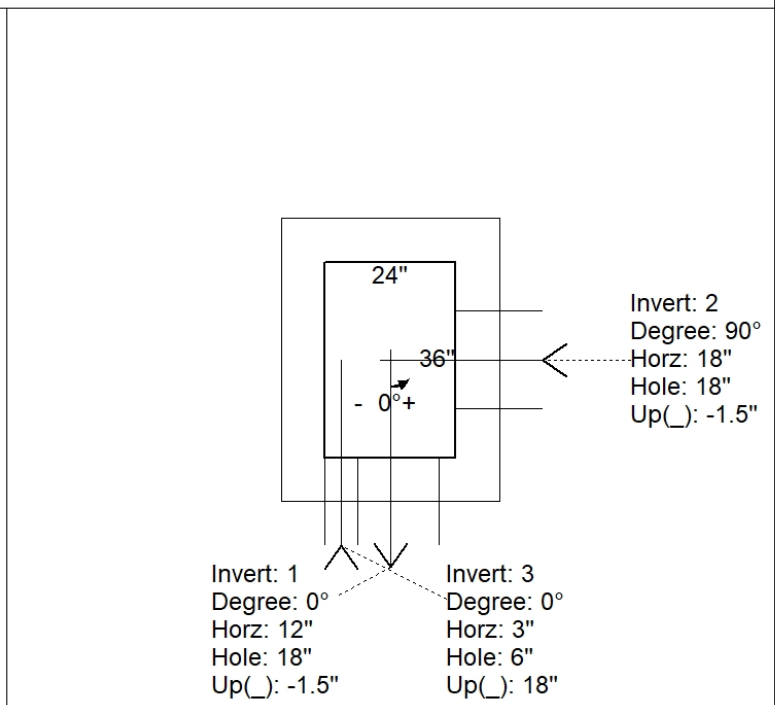 24"
36"
- 0°+
Invert: 2
Degree: 90°
Horz: 18"
Hole: 18"
Up(_): -1.5"
Invert: 1
Degree: 0°
Horz: 12"
Hole: 18"
Up(_): -1.5"
Invert: 3
Degree: 0°
Horz: 3"
Hole: 6"
Up(_): 18"